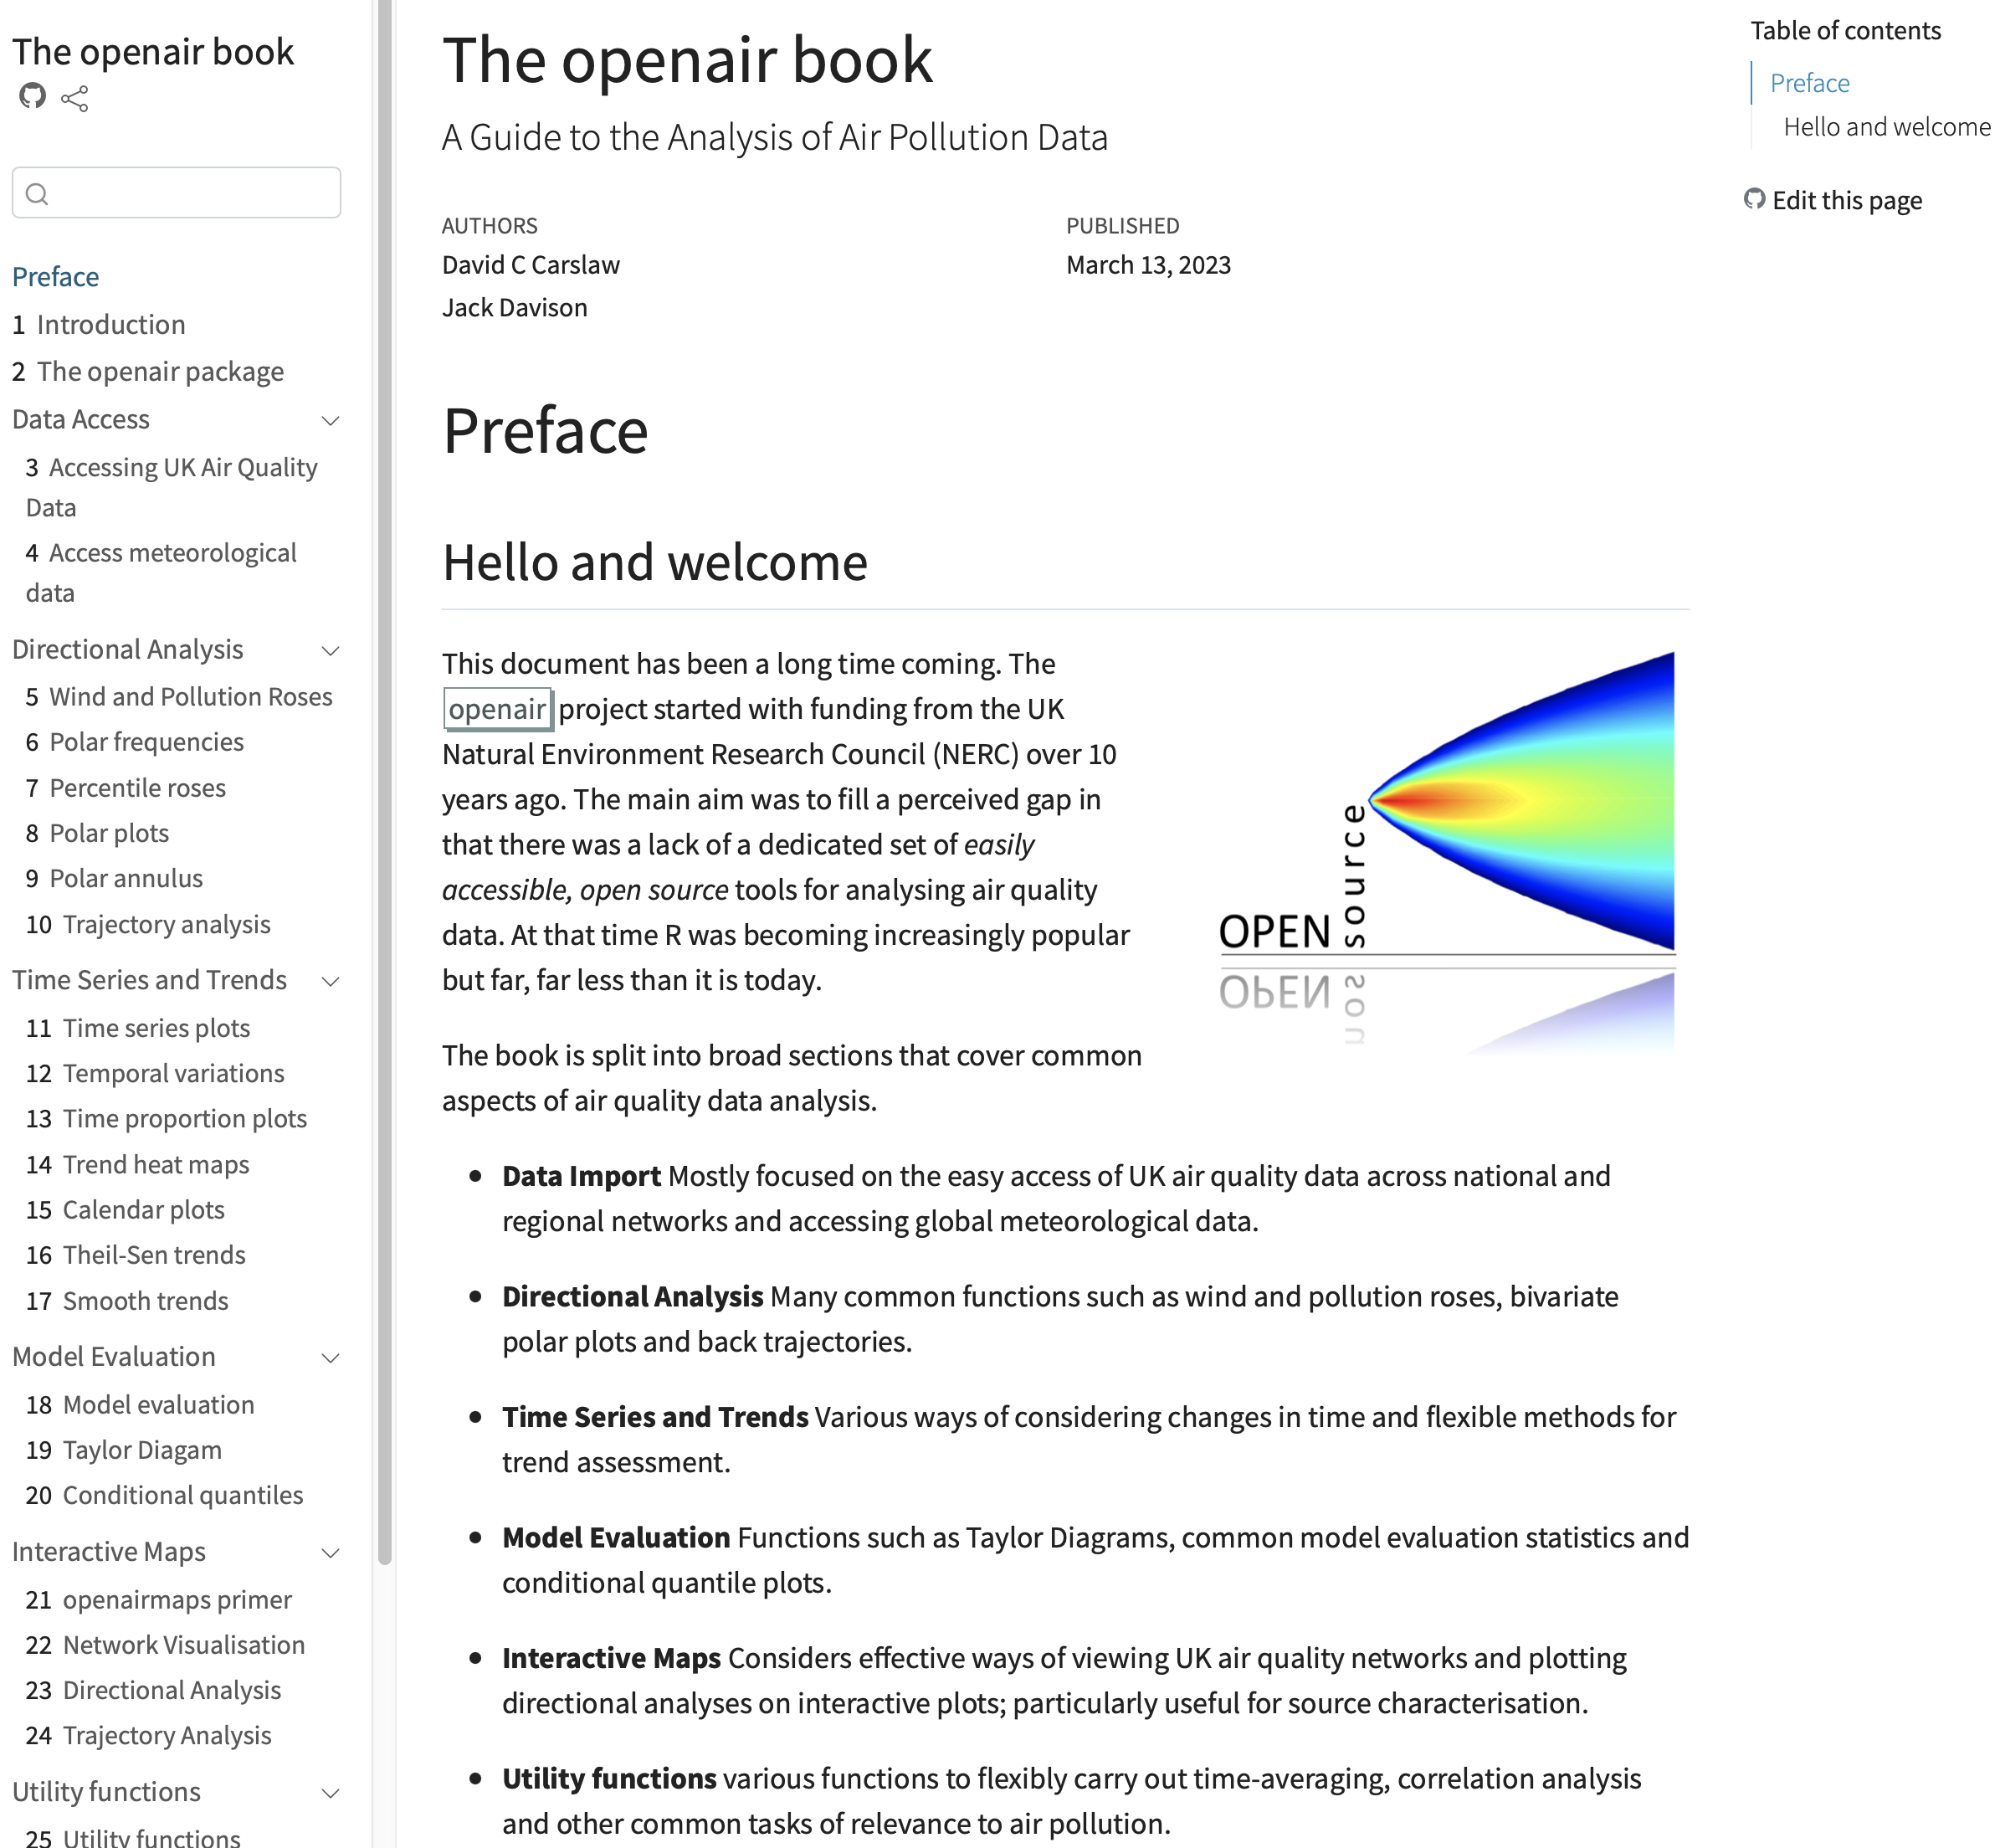 The openair book
Preface
1 Introduction
2 The openair package
Data Access
3 Accessing UK Air Quality
Data
4 Access meteorological
data
Directional Analysis
5 Wind and Pollution Roses
6 Polar frequencies
7 Percentile roses
8 Polar plots
9 Polar annulus
10 Trajectory analysis
Time Series and Trends
11 Time series plots
12 Temporal variations
13 Time proportion plots
14 Trend heat maps
15 Calendar plots
16 Theil-Sen trends
17 Smooth trends
Model Evaluation
18 Model evaluation
19 Taylor Diagam
20 Conditional quantiles
Interactive Maps
21 openairmaps primer
22 Network Visualisation
23 Directional Analysis
24 Trajectory Analysis
Utility functions
25 Utility functions
The openair book
A Guide to the Analysis of Air Pollution Data
AUTHORS
David C Carslaw
Jack Davison
PUBLISHED
March 13, 2023
Preface
Hello and welcome
This document has been a long time coming. The
openair project started with funding from the UK
Natural Environment Research Council (NERC) over 10
years ago. The main aim was to fill a perceived gap in
that there was a lack of a dedicated set of easily
accessible, open source tools for analysing air quality
data. At that time R was becoming increasingly popular
but far, far less than it is today.
OPEN
source
The book is split into broad sections that cover common
aspects of air quality data analysis.
• Data Import Mostly focused on the easy access of UK air quality data across national and
regional networks and accessing global meteorological data.
• Directional Analysis Many common functions such as wind and pollution roses, bivariate
polar plots and back trajectories.
• Time Series and Trends Various ways of considering changes in time and flexible methods for
trend assessment.
• Model Evaluation Functions such as Taylor Diagrams, common model evaluation statistics and
conditional quantile plots.
• Interactive Maps Considers effective ways of viewing UK air quality networks and plotting
directional analyses on interactive plots; particularly useful for source characterisation.
• Utility functions various functions to flexibly carry out time-averaging, correlation analysis
and other common tasks of relevance to air pollution.
Table of contents
Preface
Hello and welcome
Edit this page